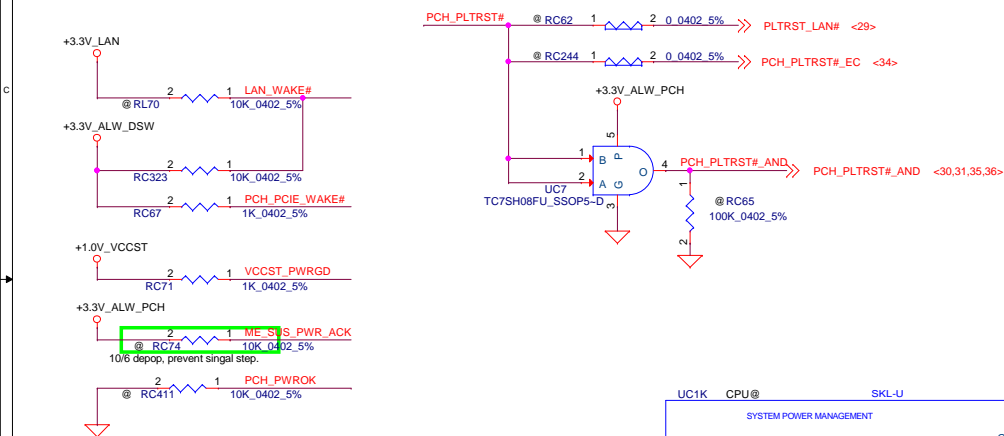 PCH_PLTRST#
@ RC62 1 2 0_0402_5%
PLTRST_LAN# <29>
@ RC244 1 2 0_0402_5%
PCH_PLTRST#_EC <34>
+3.3V_LAN
2 1 LAN_WAKE#
@ RL70 10K_0402_5%
C
+3.3V_ALW_PCH
5
1 B P
2 A G O 4
3
UC7
TC7SH08FU_SSOP5~D
PCH_PLTRST#_AND
PCH_PLTRST#_AND <30,31,35,36>
1
@ RC65
100K_0402_5%
2
+3.3V_ALW_DSW
2 1
RC323 10K_0402_5%
2 1 PCH_PCIE_WAKE#
RC67 1K_0402_5%
+1.0V_VCCST
2 1 VCCST_PWRGD
RC71 1K_0402_5%
+3.3V_ALW_PCH
2 1 ME_SUS_PWR_ACK
@ RC74 10K_0402_5%
10/6 depop, prevent singal step.
2 1 PCH_PWROK
@ RC411 10K_0402_5%
UC1K CPU@ SKL-U
SYSTEM POWER MANAGEMENT